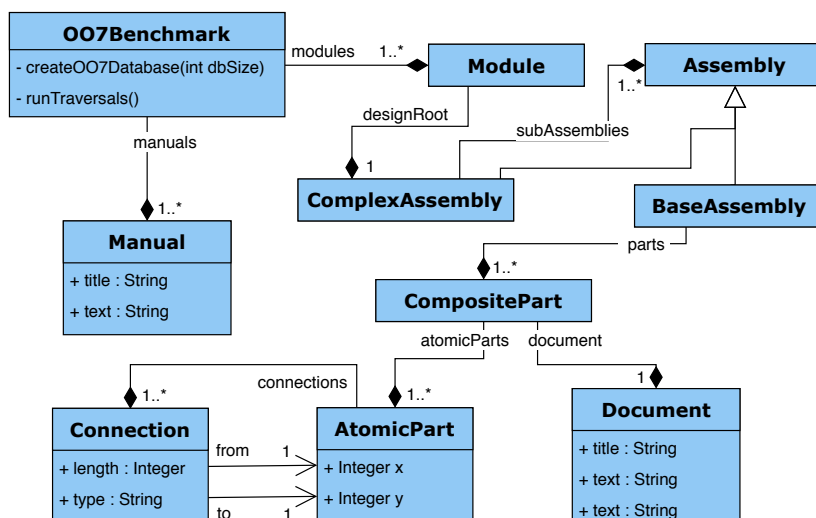 OO7Benchmark
- createOO7Database(int dbSize)
- runTraversals()
modules
1..*
Module
Assembly
1..*
designRoot
subAssemblies
manuals
1
ComplexAssembly
BaseAssembly
1..*
Manual
+ title : String
+ text : String
parts
1..*
CompositePart
atomicParts
document
connections
1..*
1..*
1
Connection
+ length : Integer
+ type : String
from
1
to
1
AtomicPart
+ Integer x
+ Integer y
Document
+ title : String
+ text : String
+ text : String